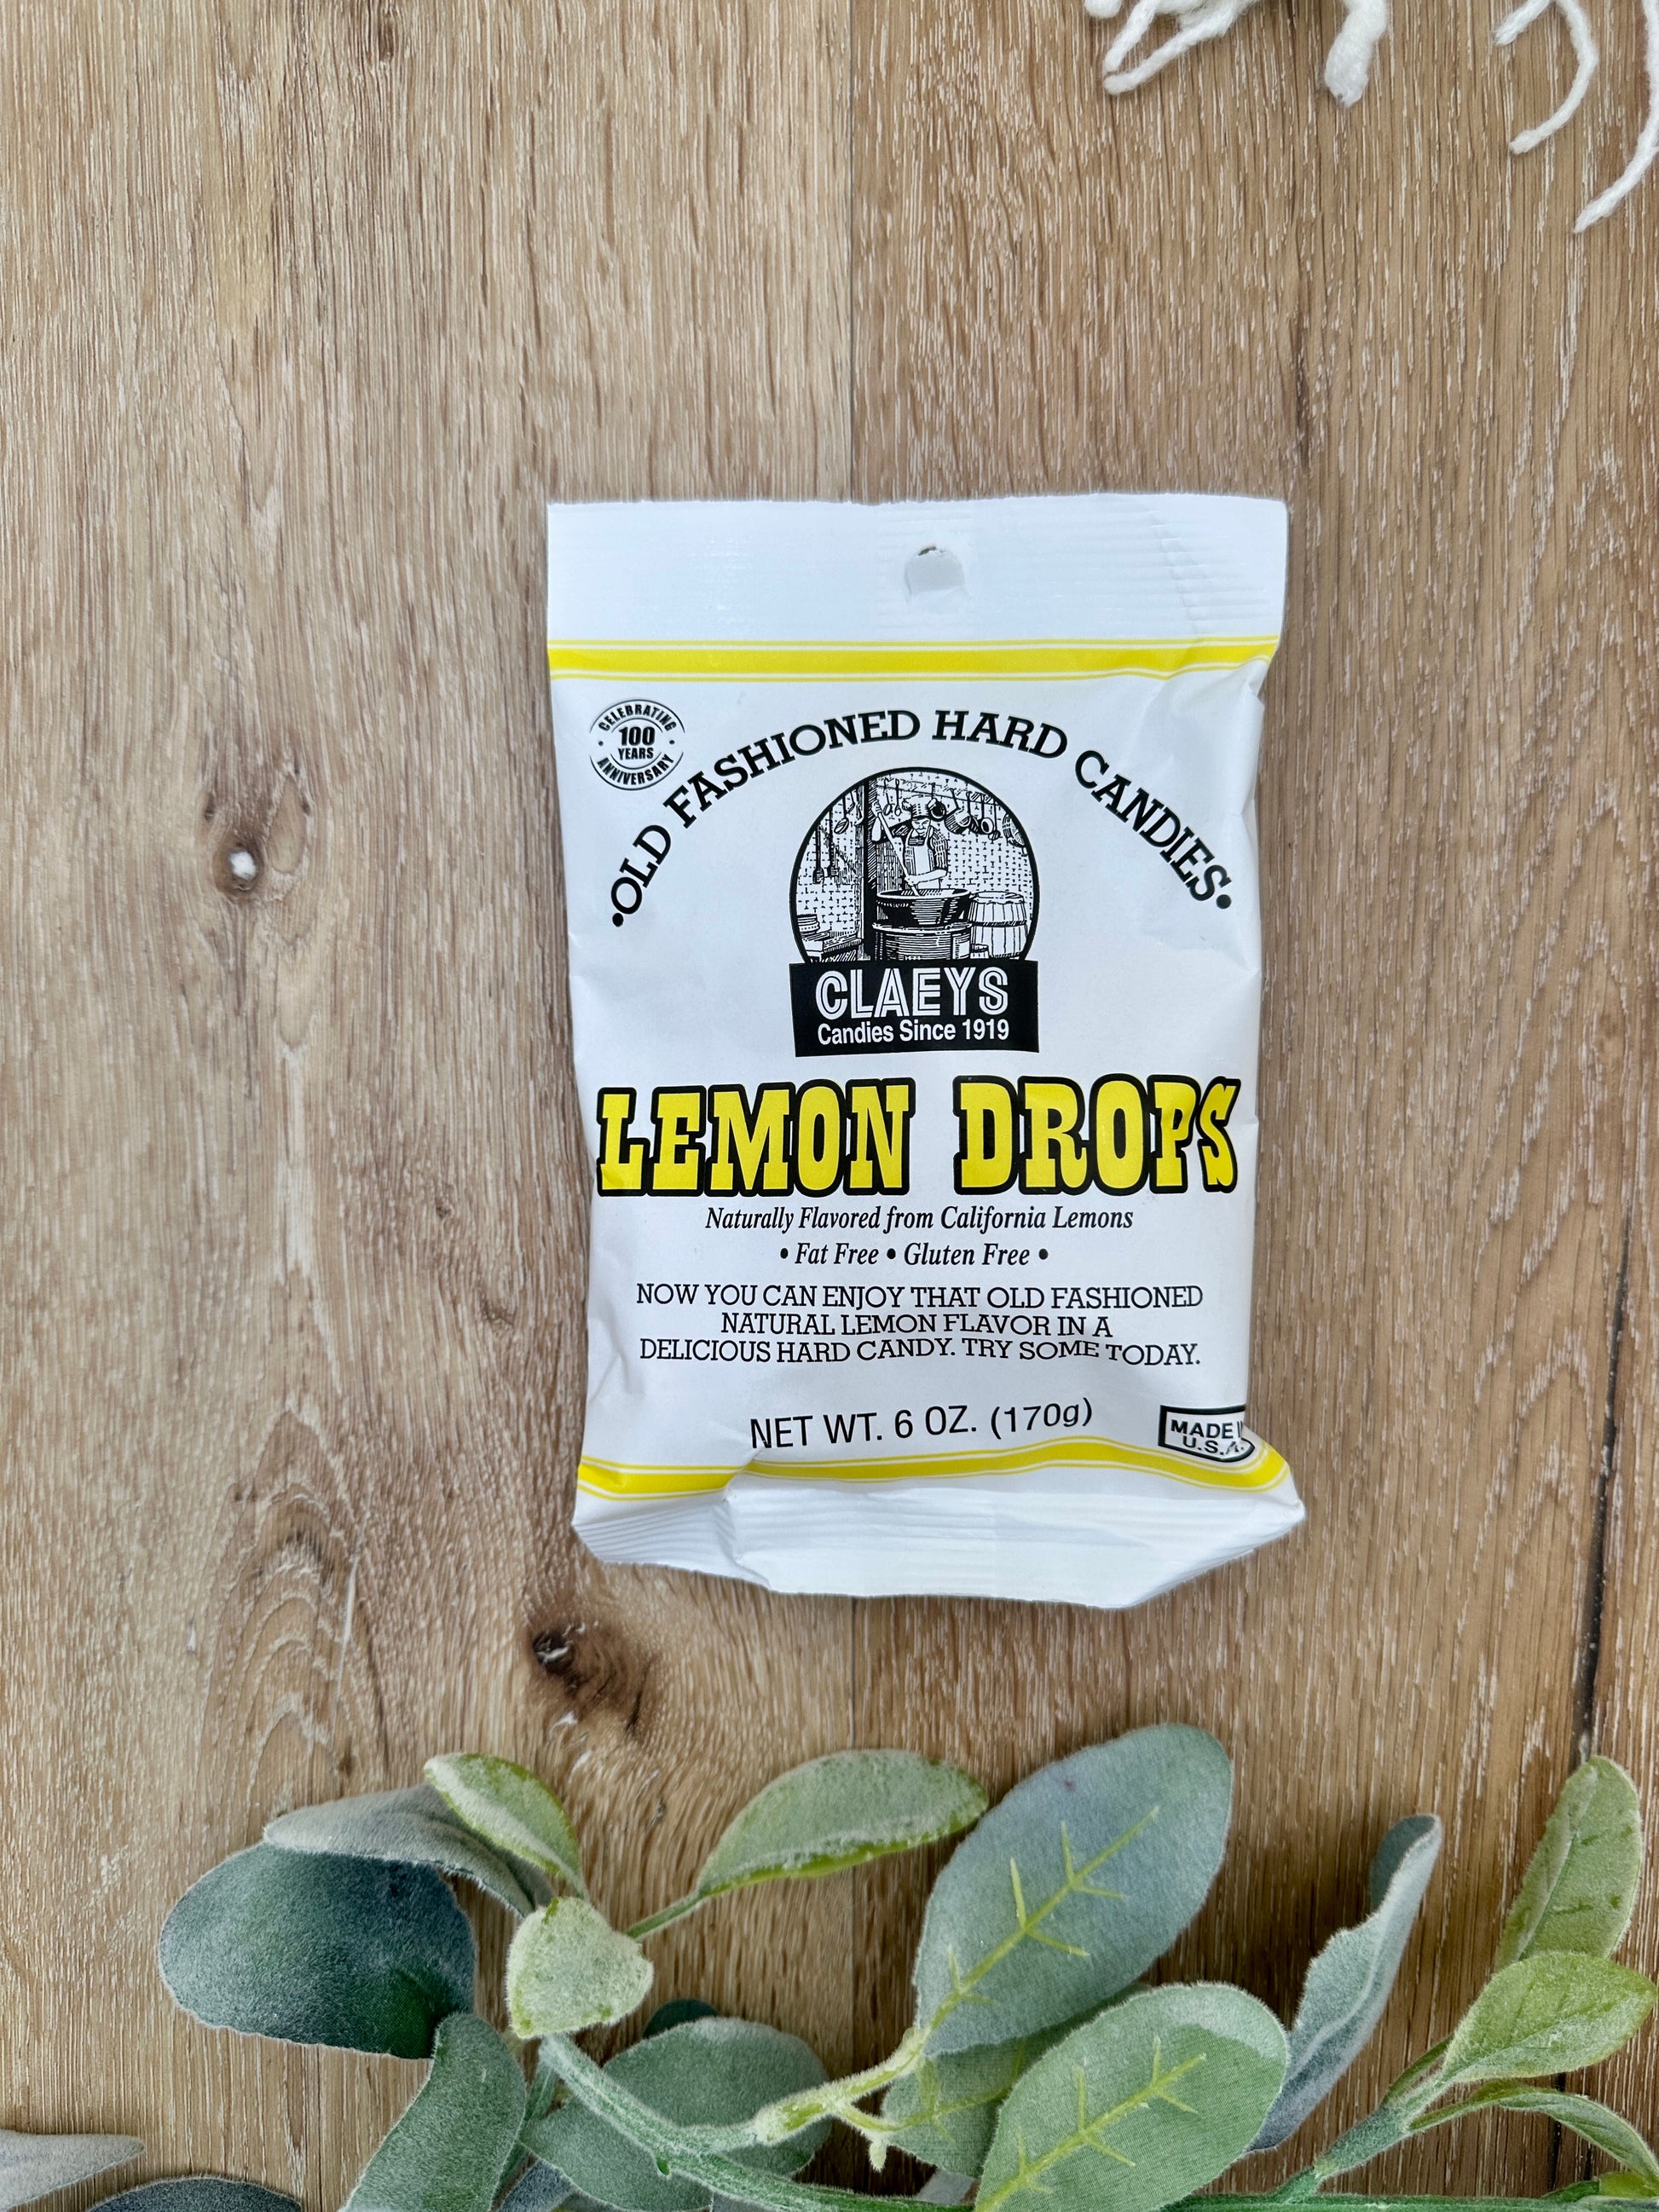 CELEBRATING
100
YEARS
ANNIVERSARY
•OLD FASHIONED HARD CANDIES•
CLAEYS
Candies Since 1919
LEMON DROPS
Naturally Flavored from California Lemons
• Fat Free • Gluten Free •
NOW YOU CAN ENJOY THAT OLD FASHIONED
NATURAL LEMON FLAVOR IN A
DELICIOUS HARD CANDY. TRY SOME TODAY.
NET WT. 6 OZ. (170g)
MADE I
U.S.A.